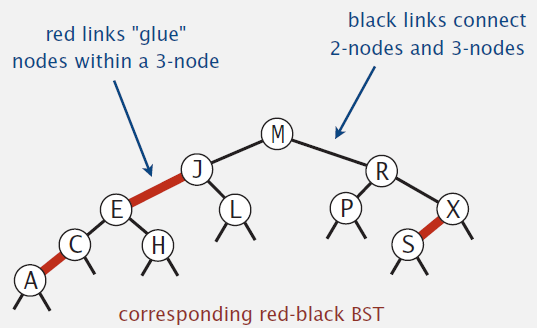 red links "glue"
nodes within a 3-node
black links connect
2-nodes and 3-nodes
M
J
R
E
L
P
X
C
H
S
A
corresponding red-black BST